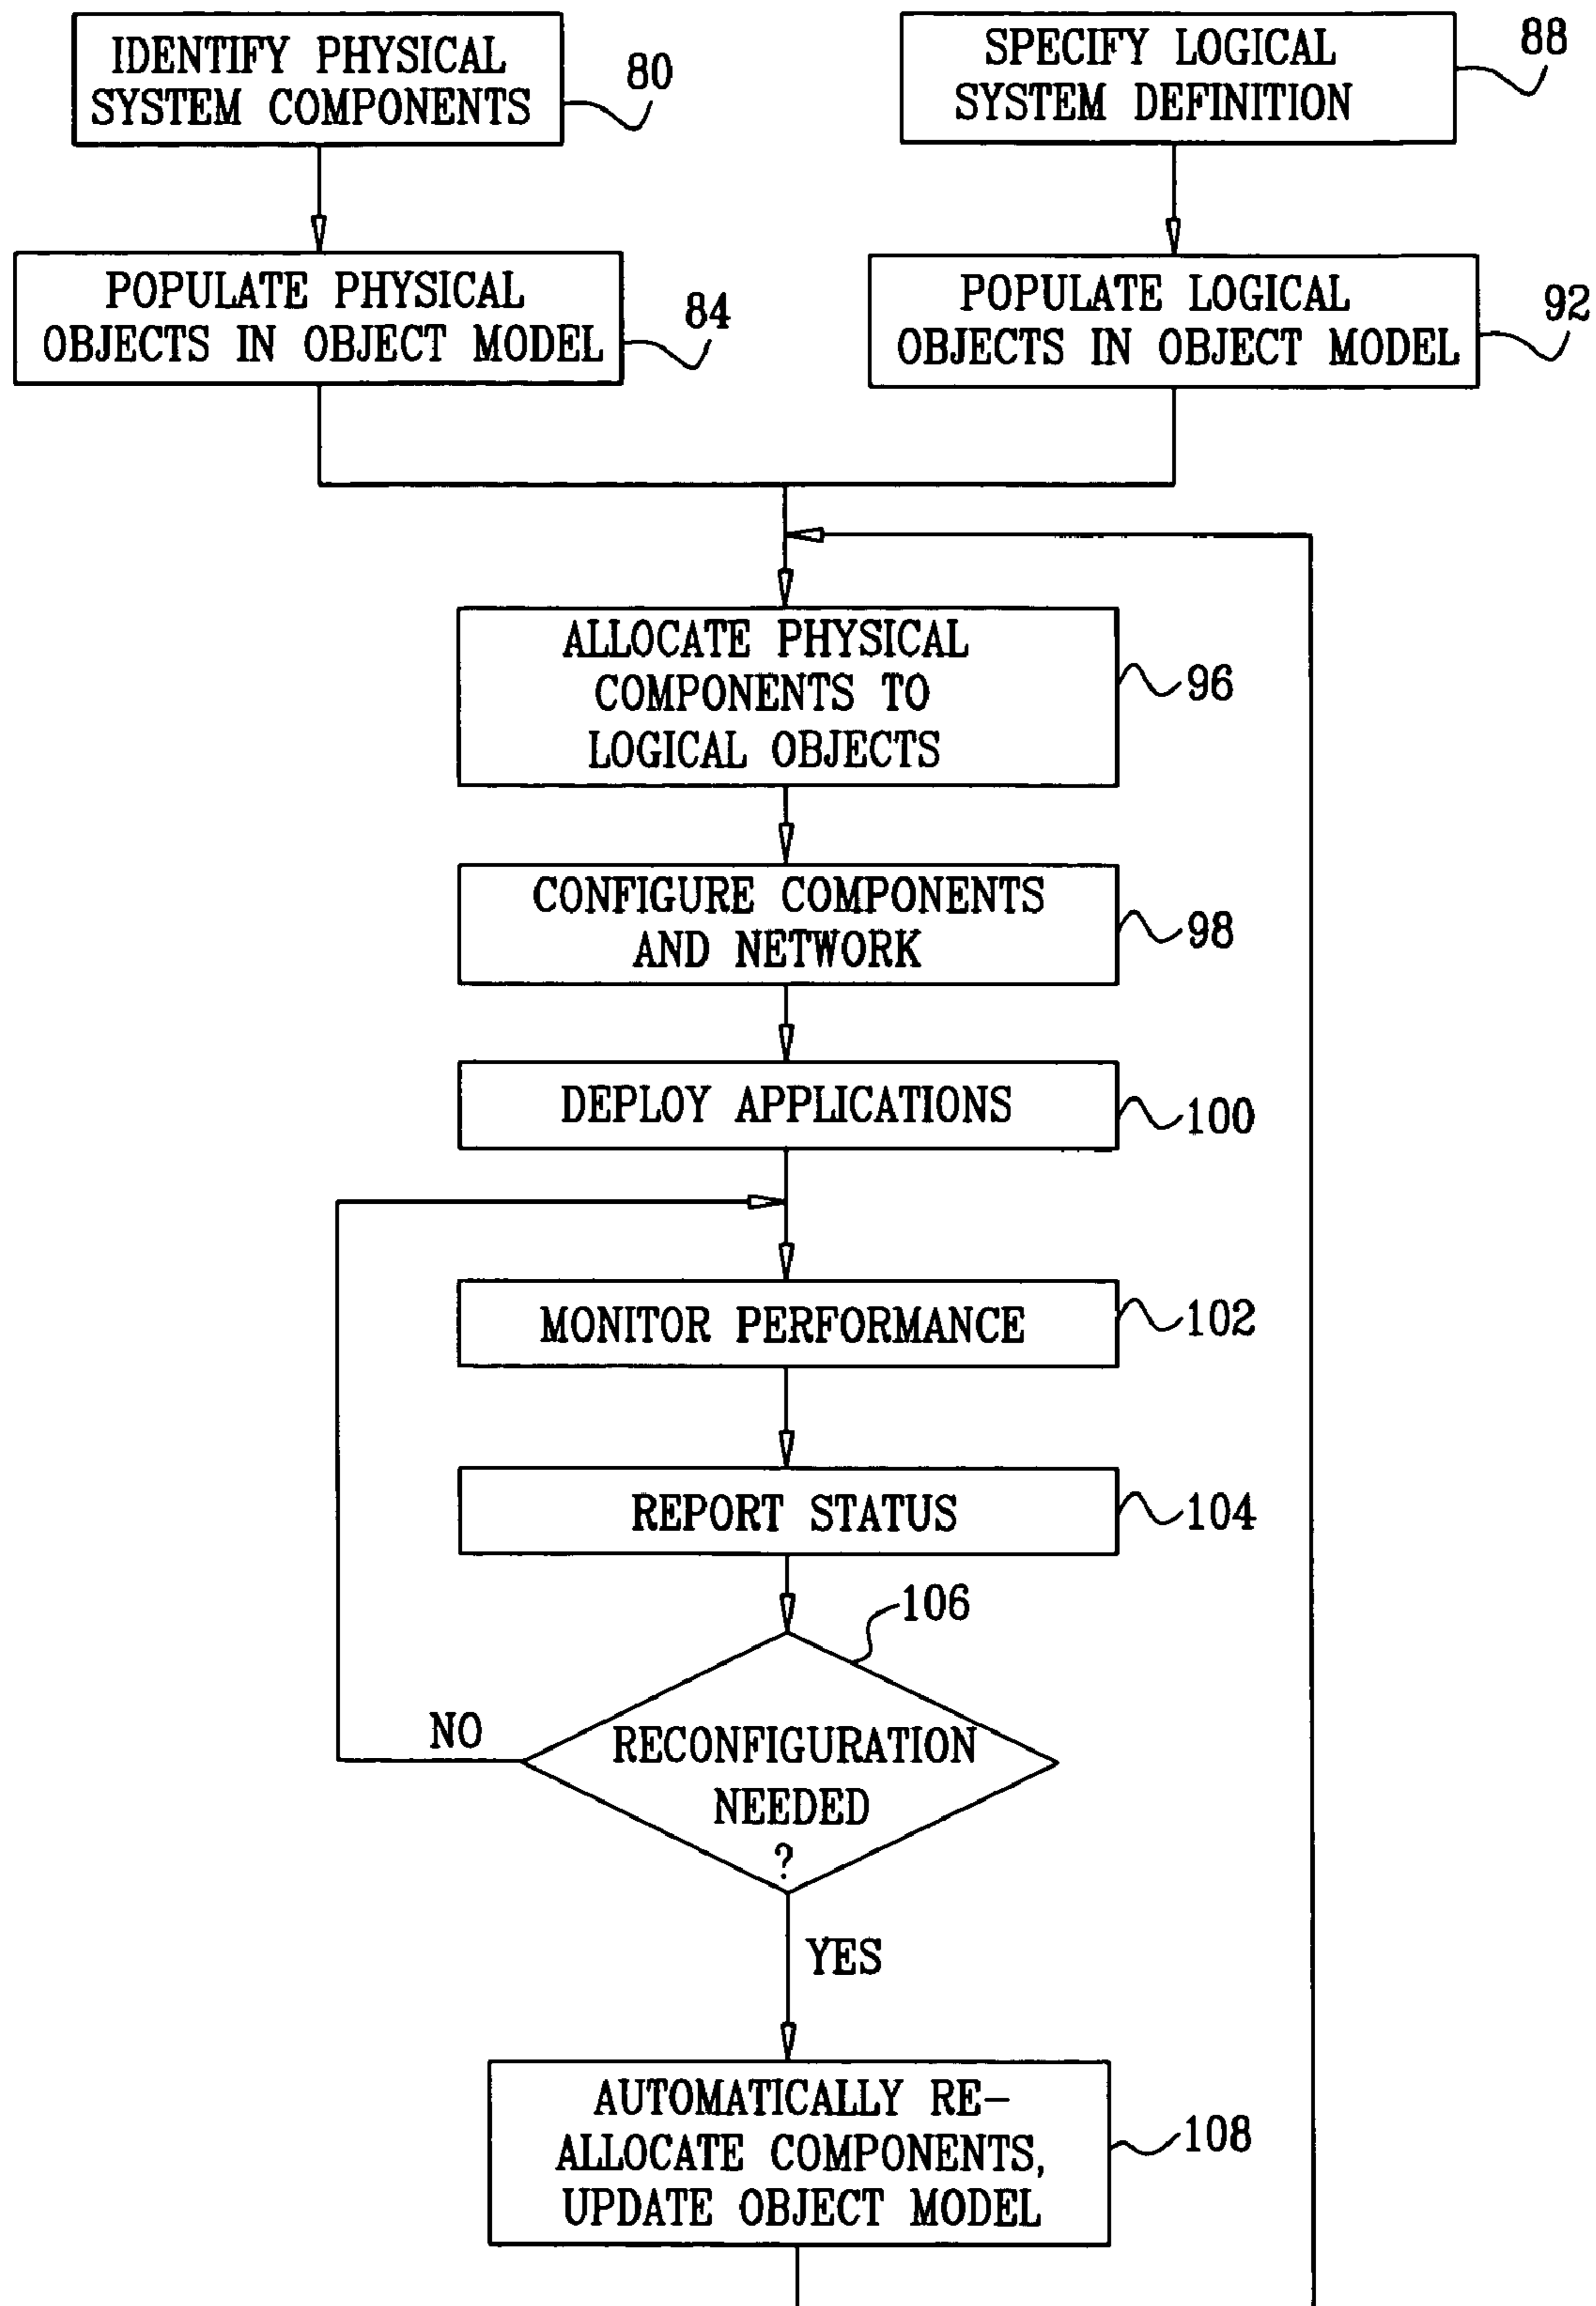 IDENTIFY PHYSICAL
SYSTEM COMPONENTS
80
SPECIFY LOGICAL
SYSTEM DEFINITION
88
POPULATE PHYSICAL
OBJECTS IN OBJECT MODEL
84
POPULATE LOGICAL
OBJECTS IN OBJECT MODEL
92
ALLOCATE PHYSICAL
COMPONENTS TO
LOGICAL OBJECTS
96
CONFIGURE COMPONENTS
AND NETWORK
98
DEPLOY APPLICATIONS
100
MONITOR PERFORMANCE
102
REPORT STATUS
104
106
RECONFIGURATION
NEEDED
?
NO
YES
AUTOMATICALLY RE-
ALLOCATE COMPONENTS,
UPDATE OBJECT MODEL
108